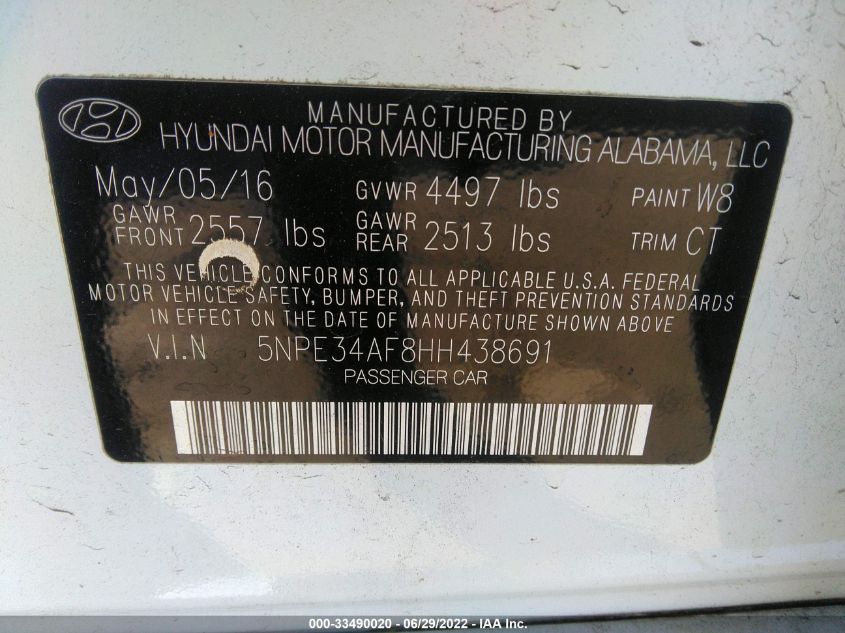 MANUFACTURED BY
HYUNDAI MOTOR MANUFACTURING ALABAMA, LLC
May/05/16 GVWR 4497 lbs PAINT W8
GAWR FRONT 2557 lbs GAWR REAR 2513 lbs TRIM CT
THIS VEHICLE CONFORMS TO ALL APPLICABLE U.S.A. FEDERAL
MOTOR VEHICLE SAFETY, BUMPER, AND THEFT PREVENTION STANDARDS
IN EFFECT ON THE DATE OF MANUFACTURE SHOWN ABOVE
V.I.N 5NPE34AF8HH438691
PASSENGER CAR
000-33490020 - 06/29/2022 - IAA Inc.